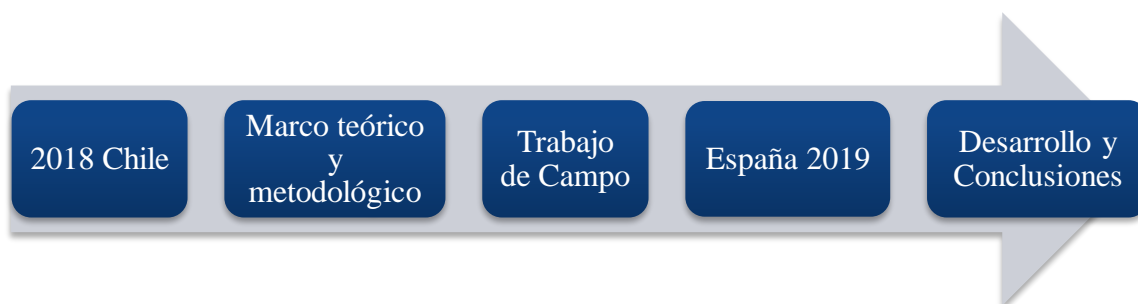 2018 Chile
Marco teórico
y
metodológico
Trabajo
de Campo
España 2019
Desarrollo y
Conclusiones